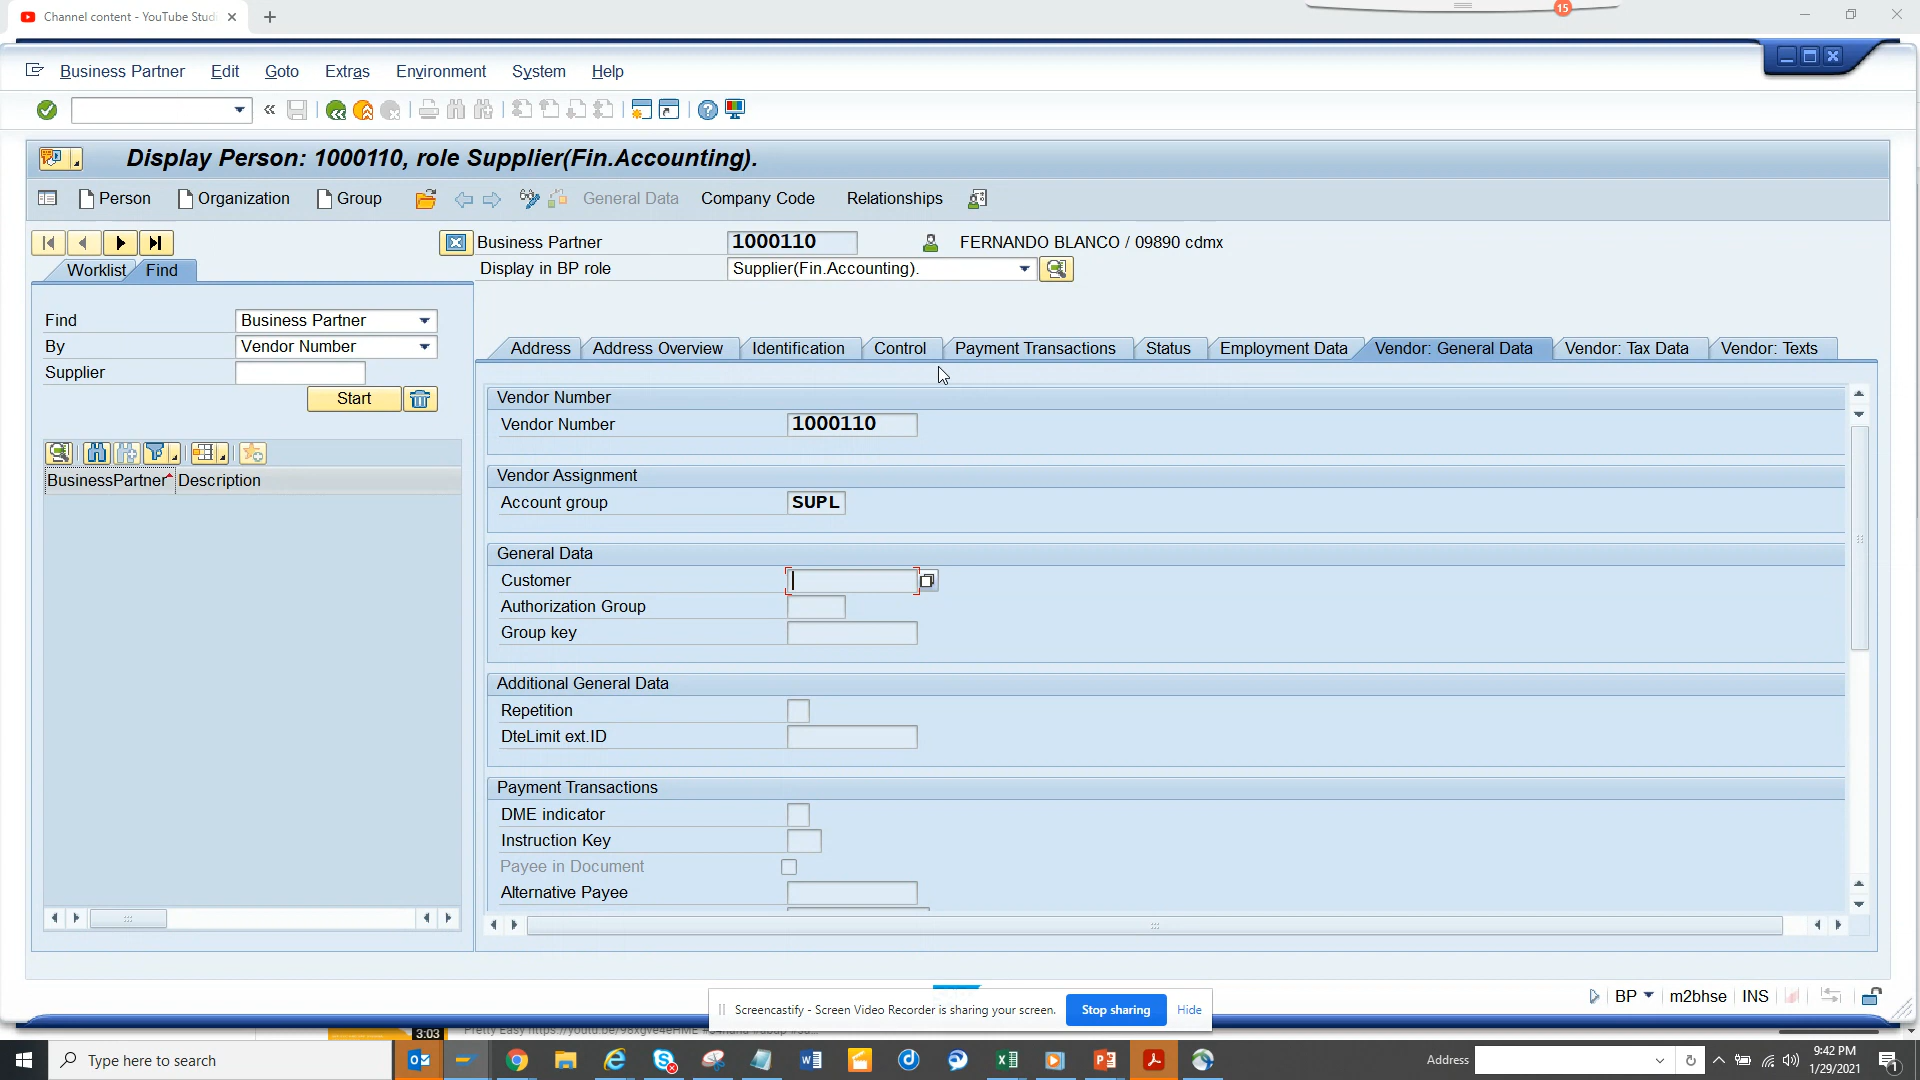 Channel content - YouTube Studi
15
Business Partner Edit Goto Extras Environment System Help
Display Person: 1000110, role Supplier(Fin.Accounting).
Person Organization Group General Data Company Code Relationships
Business Partner 1000110 FERNANDO BLANCO / 09890 cdmx
Worklist Find
Display in BP role Supplier(Fin.Accounting).
Find Business Partner
By Vendor Number
Supplier
Start
BusinessPartner Description
Address Address Overview Identification Control Payment Transactions Status Employment Data Vendor: General Data Vendor: Tax Data Vendor: Texts
Vendor Number
Vendor Number 1000110
Vendor Assignment
Account group SUPL
General Data
Customer
Authorization Group
Group key
Additional General Data
Repetition
DteLimit ext.ID
Payment Transactions
DME indicator
Instruction Key
Payee in Document
Alternative Payee
BP m2bhse INS
Screencastify - Screen Video Recorder is sharing your screen. Stop sharing Hide
3:03
Type here to search
Address
9:42 PM
1/29/2021
1